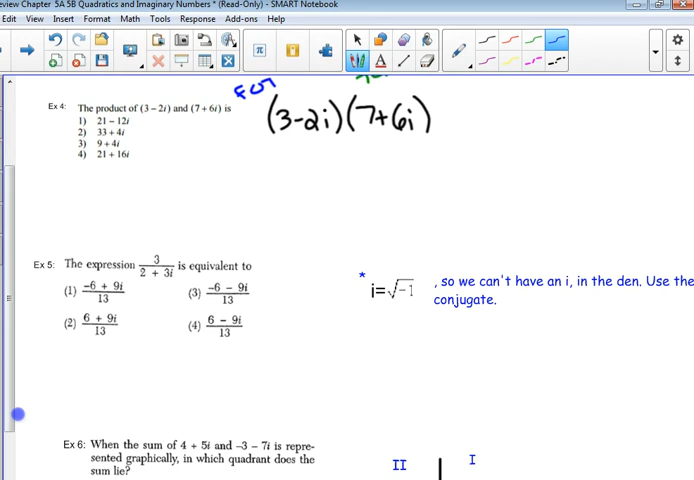 eview Chapter 5A 5B Quadratics and Imaginary Numbers * (Read-Only) - SMART Notebook
View Insert Format Math Tools Response Add-ons Help
Ex 4: The product of (3 – 2i) and (7 + 6i) is
1) 21 – 12i
2) 33 + 4i
3) 9 + 4i
4) 21 + 16i
(3-2i)(7+6i)
Ex 5: The expression 3/(2 + 3i) is equivalent to
(1) (–6 + 9i)/13 (3) (–6 – 9i)/13
(2) (6 + 9i)/13 (4) (6 – 9i)/13
* i=√-1 , so we can't have an i, in the den. Use the
conjugate.
Ex 6: When the sum of 4 + 5i and –3 – 7i is repre-
sented graphically, in which quadrant does the
sum lie?
II I